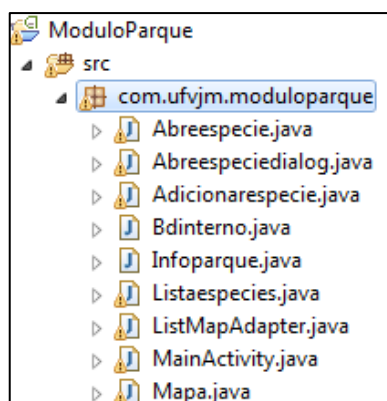 ModuloParque
src
com.ufvjm.moduloparque
Abreespecie.java
Abreespeciedialog.java
Adicionarespecie.java
Bdinterno.java
Infoparque.java
Listaespecies.java
ListMapAdapter.java
MainActivity.java
Mapa.java